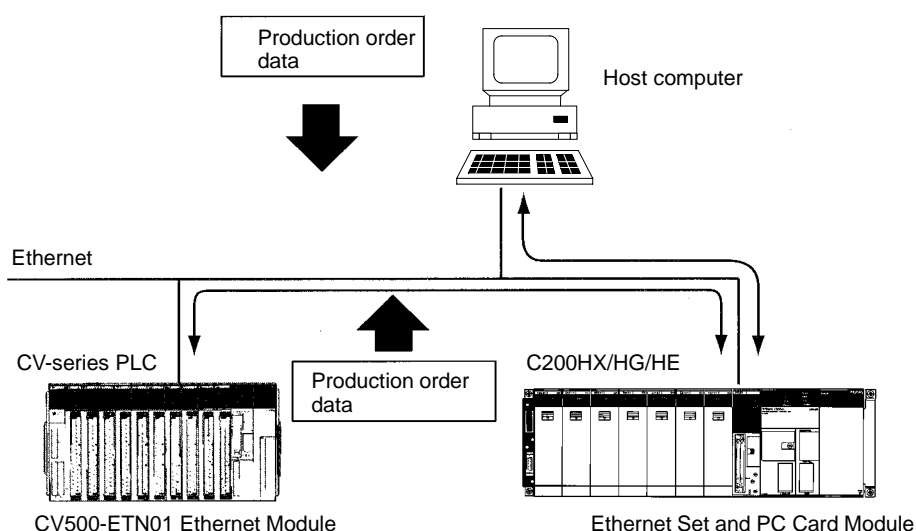 Production order
data
Host computer
Ethernet
CV-series PLC
Production order
data
C200HX/HG/HE
CV500-ETN01 Ethernet Module
Ethernet Set and PC Card Module